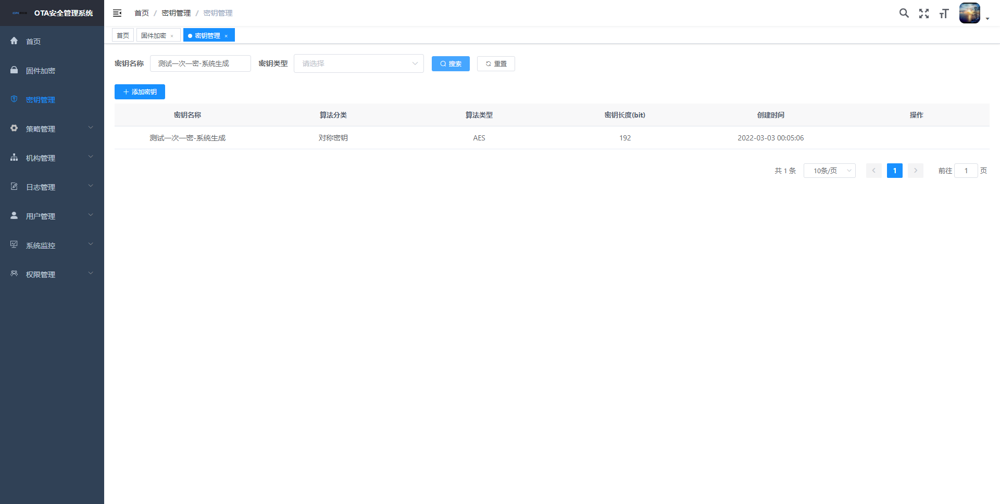 OTA安全管理系统
首页 / 密钥管理 / 密钥管理
首页
固件加密 ×
密钥管理 ×
首页
固件加密
密钥管理
策略管理
机构管理
日志管理
用户管理
系统监控
权限管理
密钥名称 测试一次一密-系统生成 密钥类型 请选择 搜索 重置
添加密钥
密钥名称 算法分类 算法类型 密钥长度(bit) 创建时间 操作
测试一次一密-系统生成 对称密钥 AES 192 2022-03-03 00:05:06
共 1 条 10条/页 1 前往 1 页